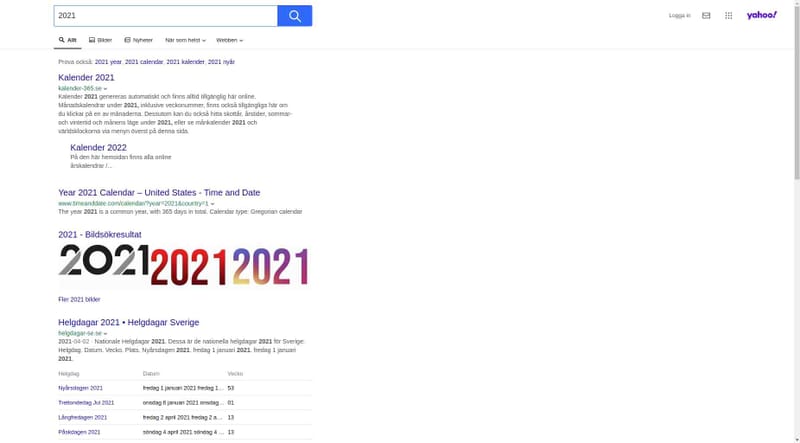 2021
Logga in
yahoo!
Allt
Bilder
Nyheter
När som helst
Webben
Prova också: 2021 year, 2021 calendar, 2021 kalender, 2021 nyår
Kalender 2021
kalender-365.se
Kalender 2021 genereras automatiskt och finns alltid tillgänglig här online.
Månadskalendrar under 2021, inklusive veckonummer, finns också tillgängliga här om
du klickar på en av månaderna. Dessutom kan du också hitta skottår, årstider, sommar-
och vintertid och månens läge under 2021, eller se månkalender 2021 och
världsklockorna via menyn överst på denna sida.
Kalender 2022
På den här hemsidan finns alla online
årskalendrar /...
Year 2021 Calendar – United States - Time and Date
www.timeanddate.com/calendar/?year=2021&country=1
The year 2021 is a common year, with 365 days in total. Calendar type: Gregorian calendar
2021 - Bildsökresultat
2021 2021 2021
Fler 2021 bilder
Helgdagar 2021 • Helgdagar Sverige
helgdagar-se.se
2021-04-02 · Nationale Helgdagar 2021. Dessa är de nationella helgdagar 2021 för Sverige:
Helgdag. Datum. Vecko. Plats. Nyårsdagen 2021. fredag 1 januari 2021. fredag 1 januari
2021.
Helgdag Datum Vecko
Nyårsdagen 2021 fredag 1 januari 2021 fredag 1... 53
Trettondedag Jul 2021 onsdag 6 januari 2021 onsdag... 01
Långfredagen 2021 fredag 2 april 2021 fredag 2 a... 13
Påskdagen 2021 söndag 4 april 2021 söndag 4 ... 13